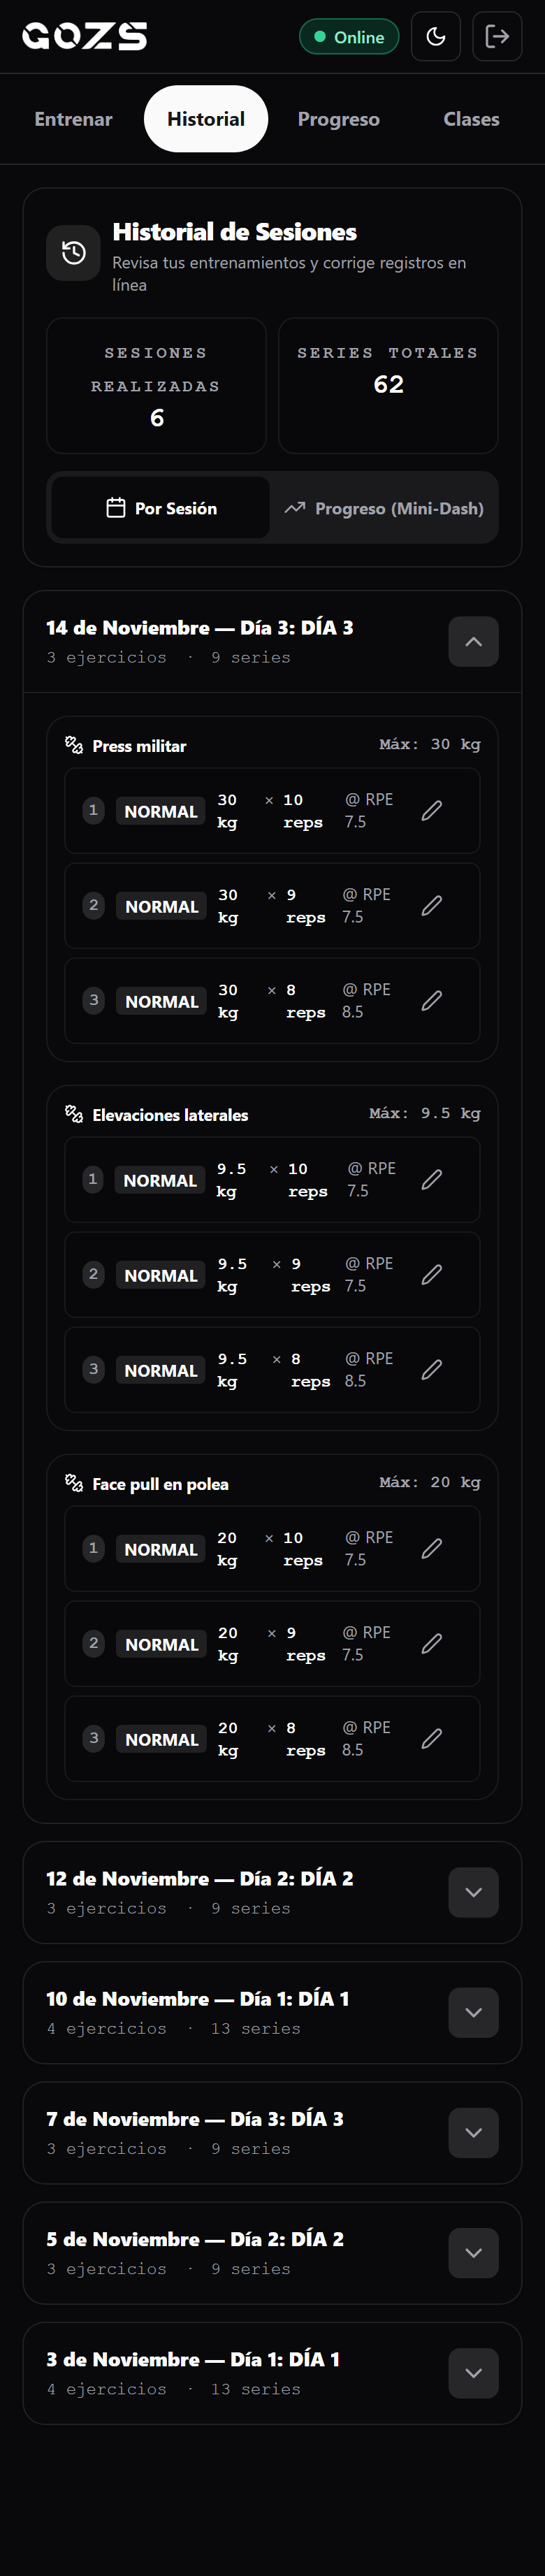 GOZS
Online
Entrenar Historial Progreso Clases
Historial de Sesiones
Revisa tus entrenamientos y corrige registros en
línea
SESIONES
REALIZADAS
6
SERIES TOTALES
62
Por Sesión
Progreso (Mini-Dash)
14 de Noviembre — Día 3: DÍA 3
3 ejercicios · 9 series
Press militar Máx: 30 kg
1 NORMAL 30 kg × 10 reps @ RPE 7.5
2 NORMAL 30 kg × 9 reps @ RPE 7.5
3 NORMAL 30 kg × 8 reps @ RPE 8.5
Elevaciones laterales Máx: 9.5 kg
1 NORMAL 9.5 kg × 10 reps @ RPE 7.5
2 NORMAL 9.5 kg × 9 reps @ RPE 7.5
3 NORMAL 9.5 kg × 8 reps @ RPE 8.5
Face pull en polea Máx: 20 kg
1 NORMAL 20 kg × 10 reps @ RPE 7.5
2 NORMAL 20 kg × 9 reps @ RPE 7.5
3 NORMAL 20 kg × 8 reps @ RPE 8.5
12 de Noviembre — Día 2: DÍA 2
3 ejercicios · 9 series
10 de Noviembre — Día 1: DÍA 1
4 ejercicios · 13 series
7 de Noviembre — Día 3: DÍA 3
3 ejercicios · 9 series
5 de Noviembre — Día 2: DÍA 2
3 ejercicios · 9 series
3 de Noviembre — Día 1: DÍA 1
4 ejercicios · 13 series